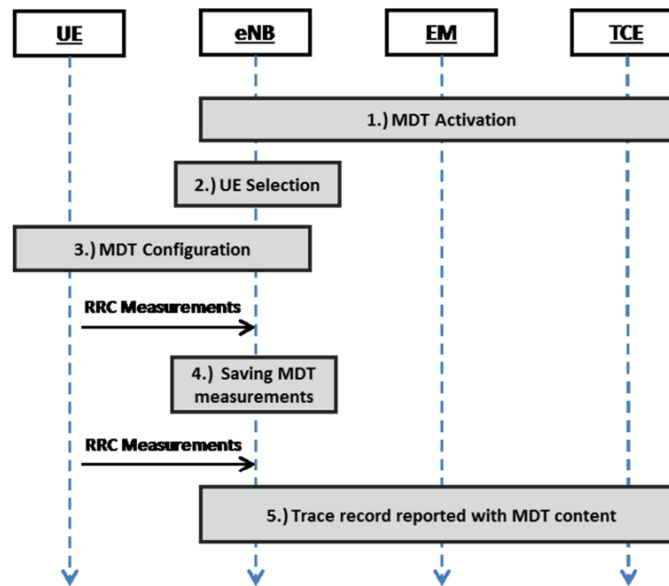 UE eNB EM TCE
1.) MDT Activation
2.) UE Selection
3.) MDT Configuration
RRC Measurements
4.) Saving MDT
measurements
RRC Measurements
5.) Trace record reported with MDT content